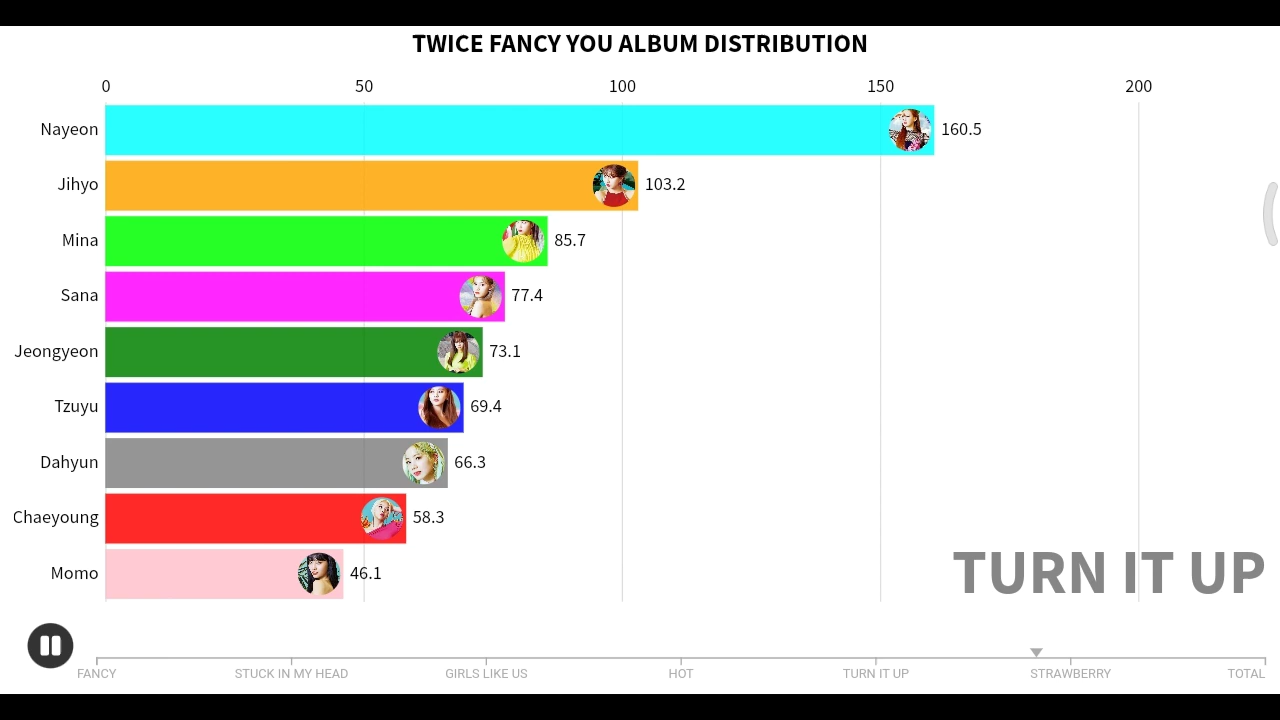 TWICE FANCY YOU ALBUM DISTRIBUTION
0 50 100 150 200
Nayeon 160.5
Jihyo 103.2
Mina 85.7
Sana 77.4
Jeongyeon 73.1
Tzuyu 69.4
Dahyun 66.3
Chaeyoung 58.3
Momo 46.1
TURN IT UP
FANCY STUCK IN MY HEAD GIRLS LIKE US HOT TURN IT UP STRAWBERRY TOTAL